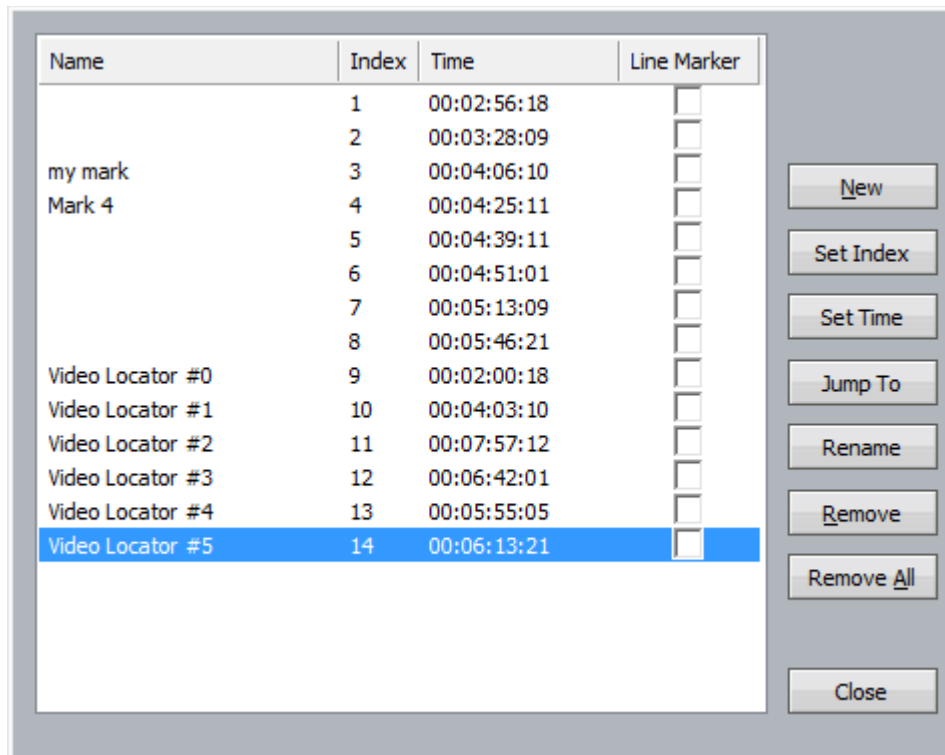 Name Index Time Line Marker
1 00:02:56:18
2 00:03:28:09
my mark 3 00:04:06:10
Mark 4 4 00:04:25:11
5 00:04:39:11
6 00:04:51:01
7 00:05:13:09
8 00:05:46:21
Video Locator #0 9 00:02:00:18
Video Locator #1 10 00:04:03:10
Video Locator #2 11 00:07:57:12
Video Locator #3 12 00:06:42:01
Video Locator #4 13 00:05:55:05
Video Locator #5 14 00:06:13:21
New
Set Index
Set Time
Jump To
Rename
Remove
Remove All
Close